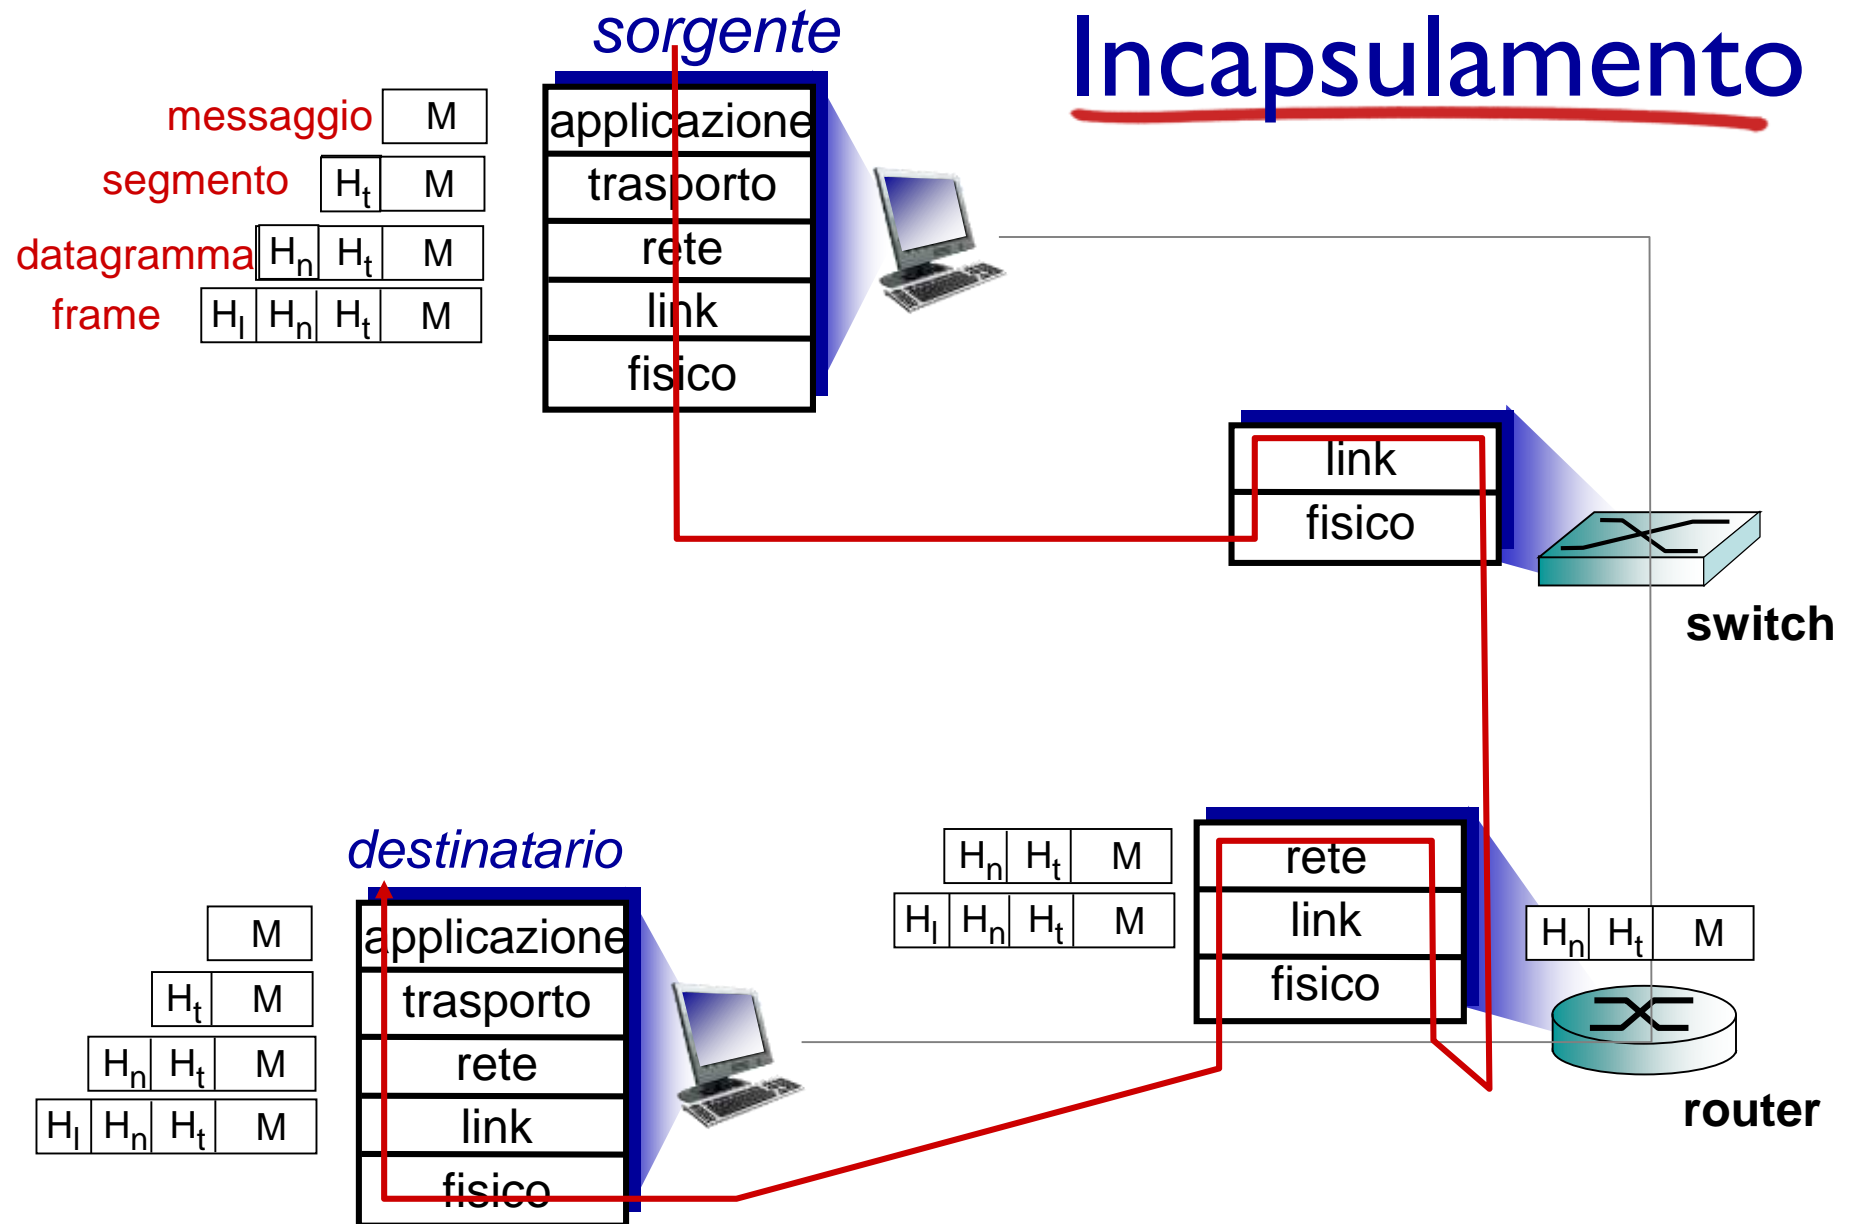 sorgente
Incapsulamento
messaggio M
segmento Ht M
datagramma Hn Ht M
frame Hl Hn Ht M
applicazione
trasporto
rete
link
fisico
link
fisico
switch
destinatario
M
Ht M
Hn Ht M
Hl Hn Ht M
applicazione
trasporto
rete
link
fisico
Hn Ht M
Hl Hn Ht M
rete
link
fisico
Hn Ht M
router